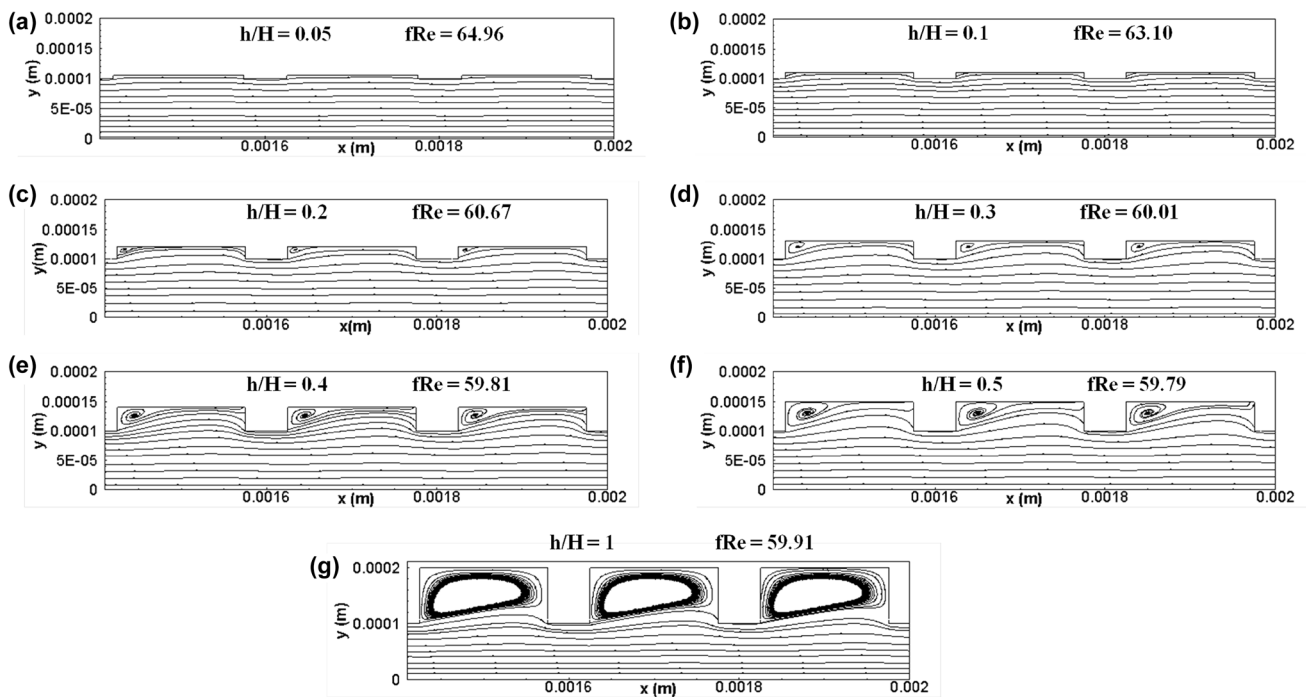 (a)
h/H = 0.05 fRe = 64.96
0.0002
0.00015
0.0001
5E-05
0
y (m)
0.0016 0.0018 0.002
x (m)
(b)
h/H = 0.1 fRe = 63.10
0.0002
0.00015
0.0001
5E-05
0
y (m)
0.0016 0.0018 0.002
x (m)
(c)
h/H = 0.2 fRe = 60.67
0.0002
0.00015
0.0001
5E-05
0
y(m)
0.0016 0.0018 0.002
x(m)
(d)
h/H = 0.3 fRe = 60.01
0.0002
0.00015
0.0001
5E-05
0
y (m)
0.0016 0.0018 0.002
x (m)
(e)
h/H = 0.4 fRe = 59.81
0.0002
0.00015
0.0001
5E-05
0
y (m)
0.0016 0.0018 0.002
x (m)
(f)
h/H = 0.5 fRe = 59.79
0.0002
0.00015
0.0001
5E-05
0
y (m)
0.0016 0.0018 0.002
x (m)
(g)
h/H = 1 fRe = 59.91
0.0002
0.0001
0
y (m)
0.0016 0.0018 0.002
x (m)